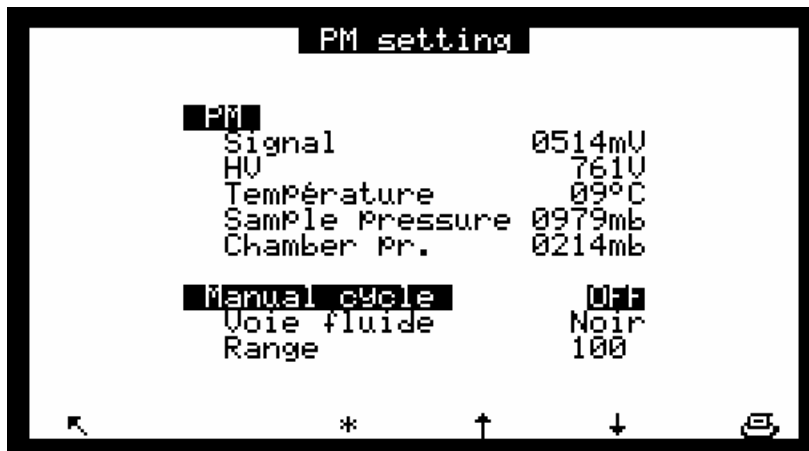 PM setting
PM
Signal 0514mV
HV 761V
Température 09°C
Sample pressure 0979mb
Chamber pr. 0214mb
Manual cycle OFF
Voie fluide Noir
Range 100
*